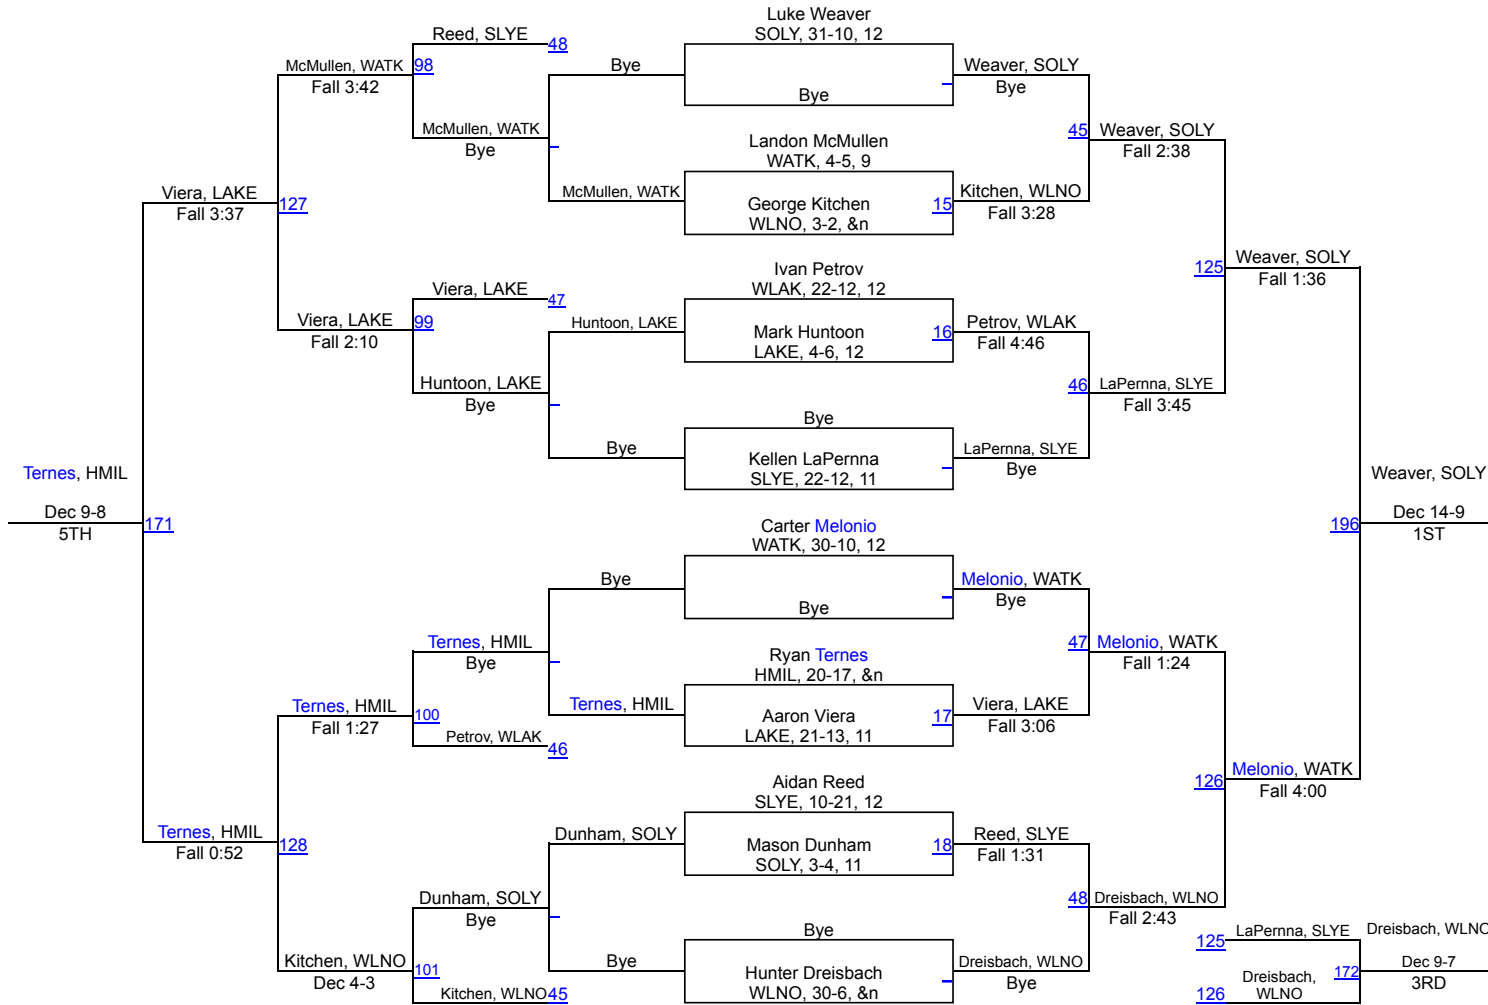 Luke Weaver
SOLY, 31-10, 12
Reed, SLYE
48
McMullen, WATK
98
Fall 3:42
Bye
Weaver, SOLY
Bye
Bye
McMullen, WATK
Bye
Landon McMullen
WATK, 4-5, 9
45
Weaver, SOLY
Fall 2:38
Viera, LAKE
Fall 3:37
127
McMullen, WATK
George Kitchen
WLNO, 3-2, &n
15
Kitchen, WLNO
Fall 3:28
Ivan Petrov
WLAK, 22-12, 12
125
Weaver, SOLY
Fall 1:36
Viera, LAKE
47
Viera, LAKE
99
Fall 2:10
Huntoon, LAKE
Mark Huntoon
LAKE, 4-6, 12
16
Petrov, WLAK
Fall 4:46
Huntoon, LAKE
Bye
46
LaPernna, SLYE
Fall 3:45
Bye
Bye
Kellen LaPernna
SLYE, 22-12, 11
LaPernna, SLYE
Bye
Ternes, HMIL
Dec 9-8
5TH
171
Weaver, SOLY
196
Dec 14-9
1ST
Carter Melonio
WATK, 30-10, 12
Bye
Bye
Melonio, WATK
Bye
Ternes, HMIL
Bye
Ryan Ternes
HMIL, 20-17, &n
47
Melonio, WATK
Fall 1:24
Ternes, HMIL
Fall 1:27
100
Ternes, HMIL
Aaron Viera
LAKE, 21-13, 11
17
Viera, LAKE
Fall 3:06
Petrov, WLAK
46
Aidan Reed
SLYE, 10-21, 12
126
Melonio, WATK
Fall 4:00
Ternes, HMIL
Fall 0:52
128
Dunham, SOLY
Mason Dunham
SOLY, 3-4, 11
18
Reed, SLYE
Fall 1:31
Dunham, SOLY
Bye
48
Dreisbach, WLNO
Fall 2:43
Bye
Kitchen, WLNO
Dec 4-3
101
Bye
Hunter Dreisbach
WLNO, 30-6, &n
Dreisbach, WLNO
Bye
Kitchen, WLNO
45
125
LaPernna, SLYE
Dreisbach, WLNO
172
Dec 9-7
3RD
126
Dreisbach,
WLNO